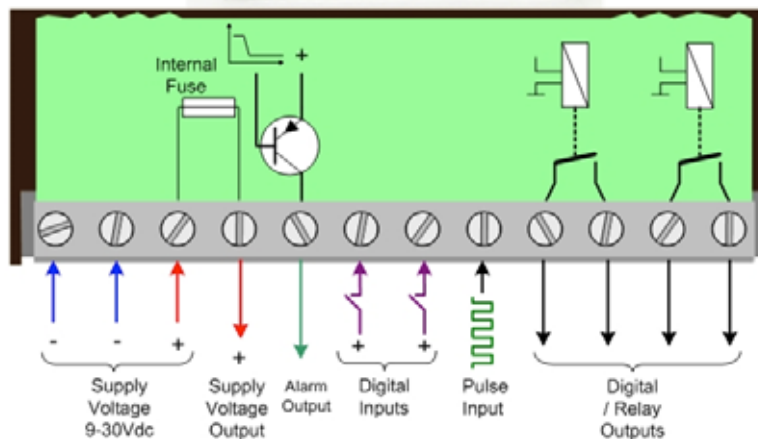 Internal
Fuse
+
- - + + + +
Supply
Voltage
9-30Vdc
Supply
Voltage
Output
Alarm
Output
Digital
Inputs
Pulse
Input
Digital
/ Relay
Outputs